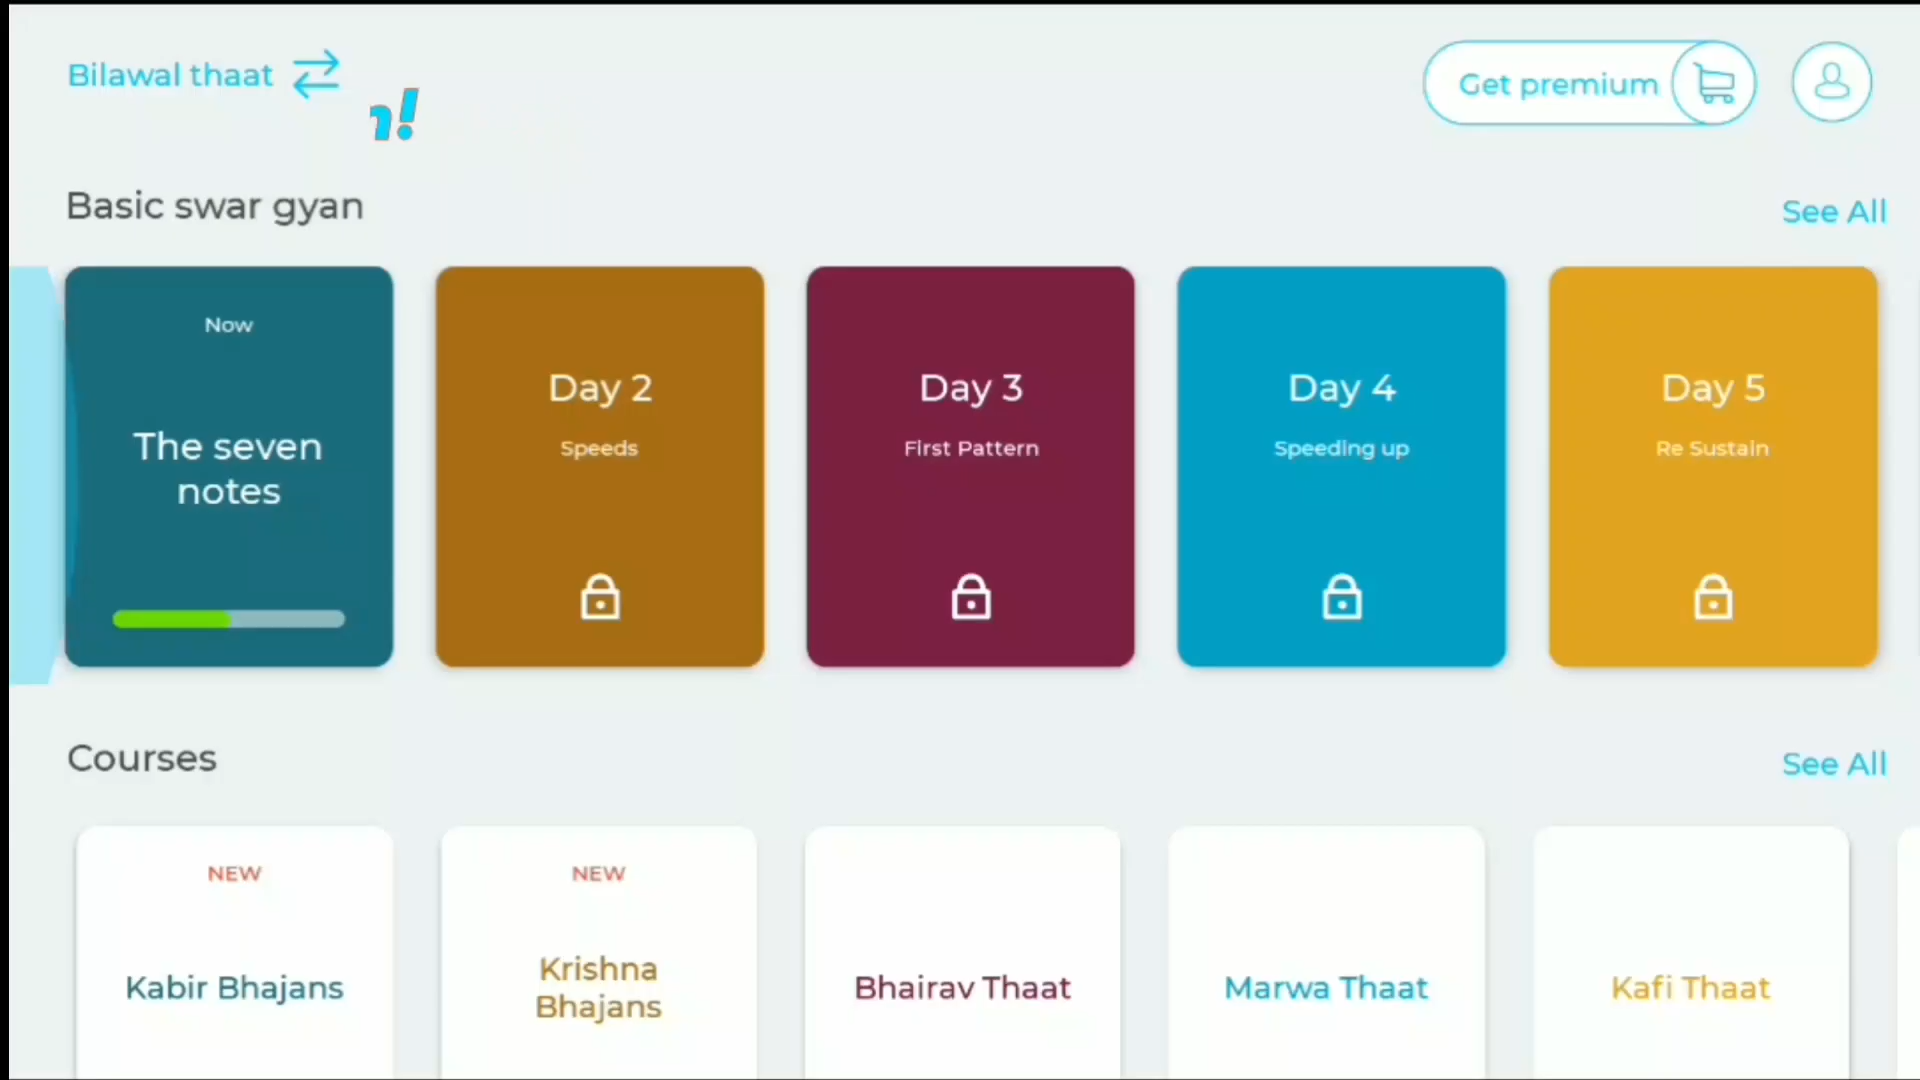 Bilawal thaat
Get premium
Basic swar gyan
See All
Now
The seven
notes
Day 2
Speeds
Day 3
First Pattern
Day 4
Speeding up
Day 5
Re Sustain
Courses
See All
NEW
Kabir Bhajans
NEW
Krishna
Bhajans
Bhairav Thaat
Marwa Thaat
Kafi Thaat